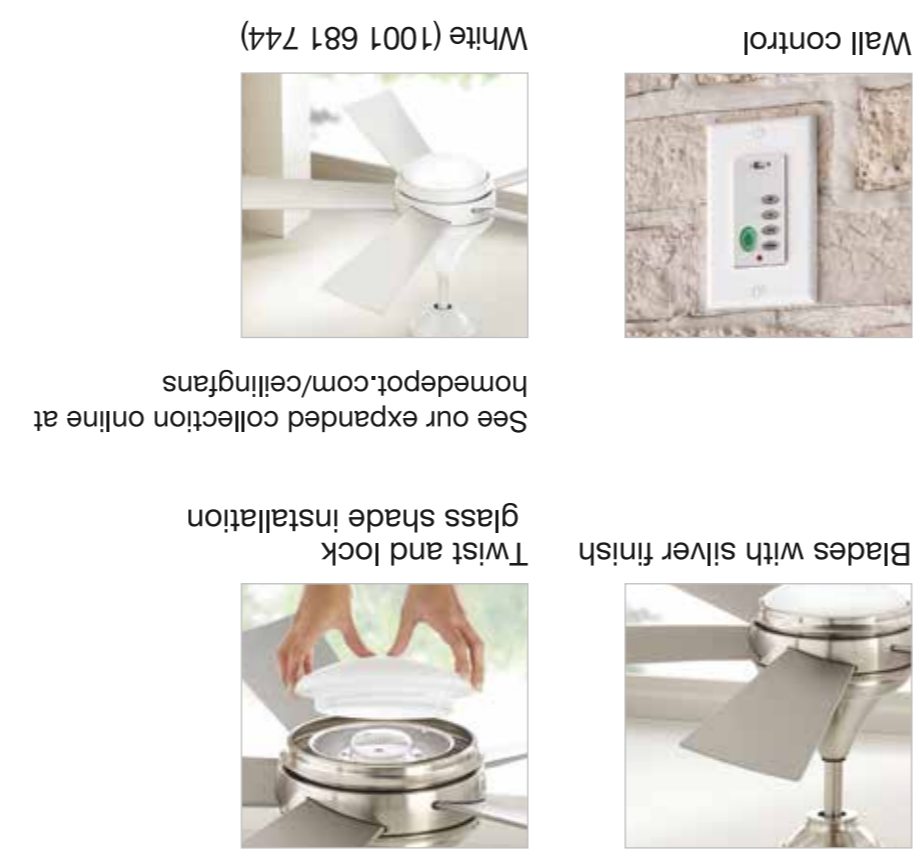 Blades with silver finish
Twist and lock
glass shade installation
See our expanded collection online at
homedepot.com/ceilingfans
Wall control
White (1001 681 744)